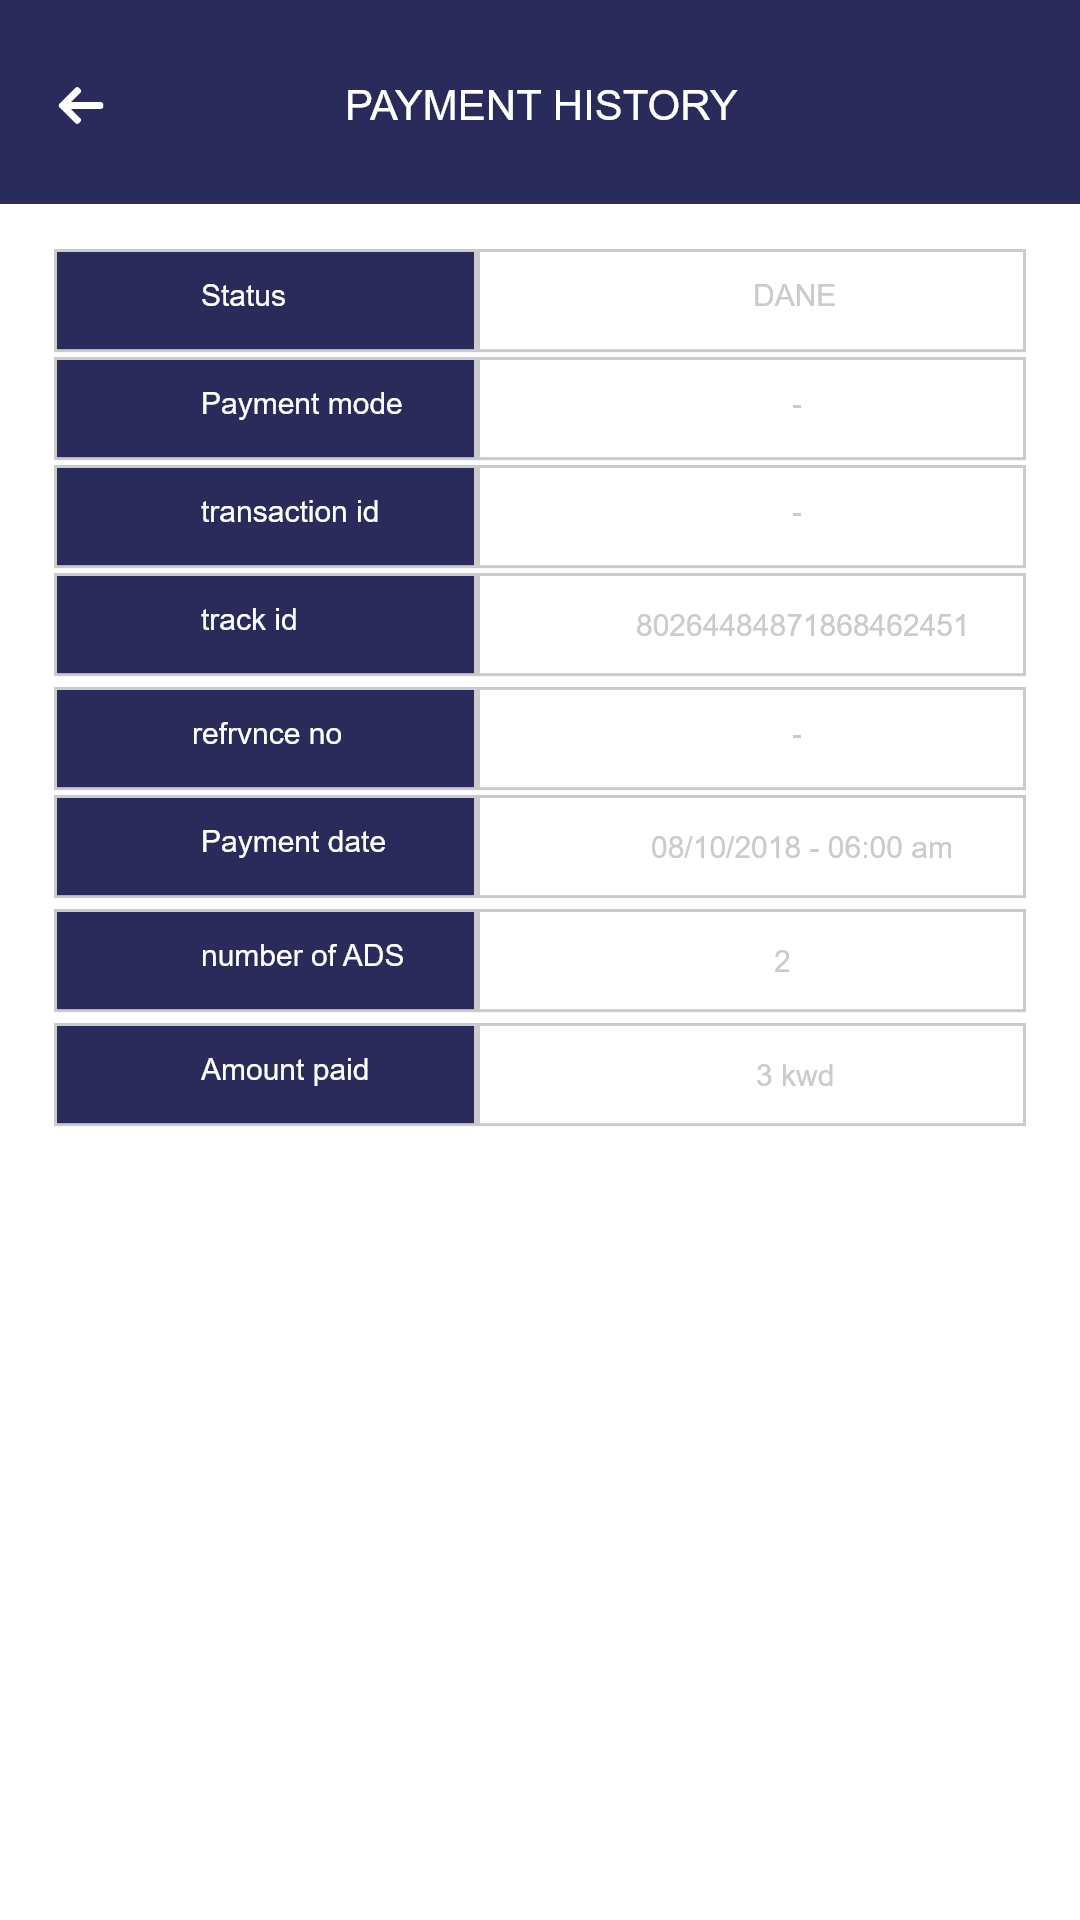 PAYMENT HISTORY
Status DANE
Payment mode -
transaction id -
track id 80264484871868462451
refrvnce no -
Payment date 08/10/2018 - 06:00 am
number of ADS 2
Amount paid 3 kwd